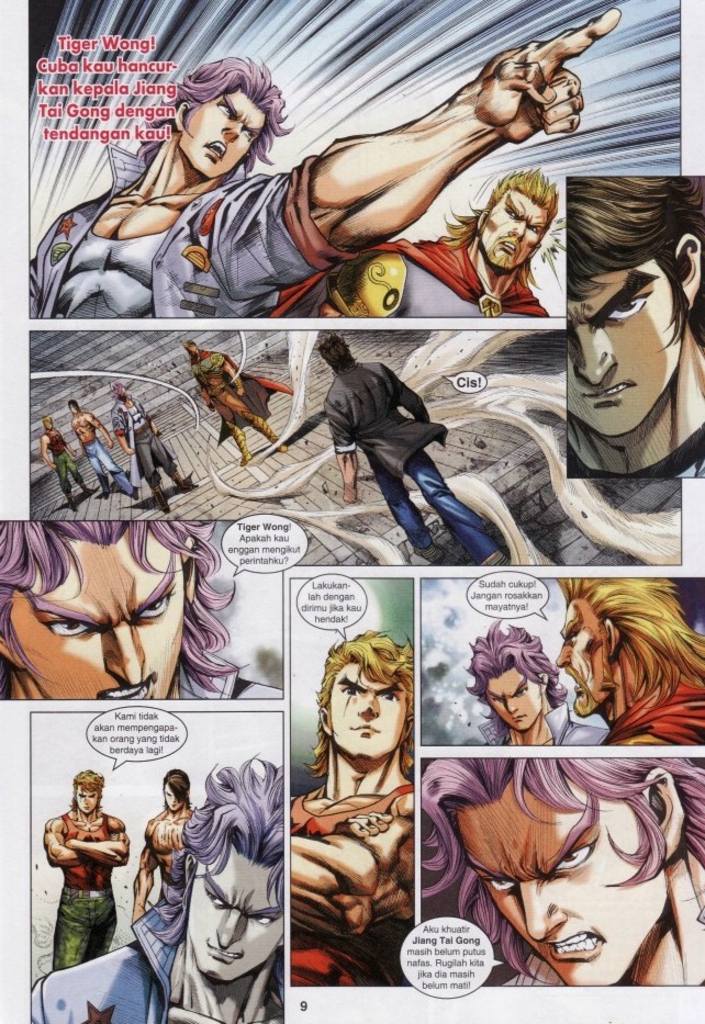 Tiger Wong!
Cuba kau hancur-
kan kepala Jiang
Tai Gong dengan
tendangan kau!
Cis!
Tiger Wong!
Apakah kau
enggan mengikut
perintahku?
Lakukan-
lah dengan
dirimu jika kau
hendak!
Sudah cukup!
Jangan rosakkan
mayatnya!
Kami tidak
akan mempengapa-
kan orang yang tidak
berdaya lagi!
Aku khuatir
Jiang Tai Gong
masih belum putus
nafas. Rugilah kita
jika dia masih
belum mati!
9